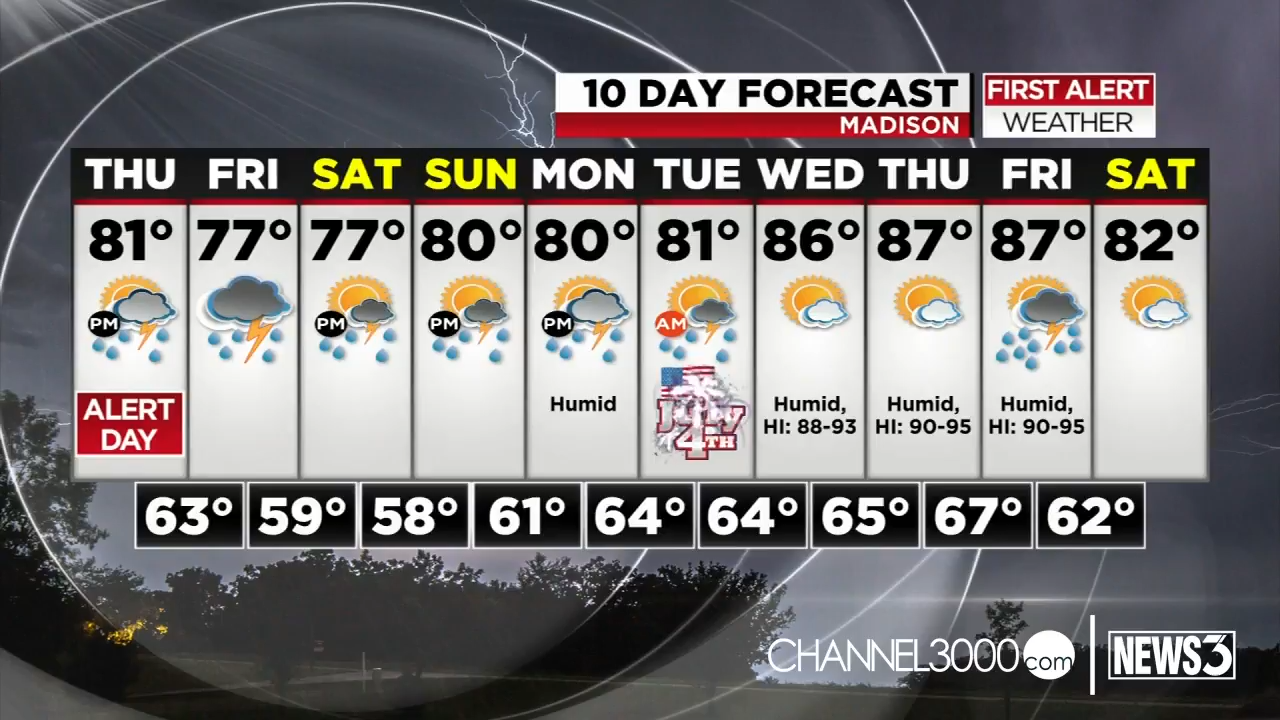 10 DAY FORECAST
MADISON
FIRST ALERT
WEATHER
THU FRI SAT SUN MON TUE WED THU FRI SAT
81° 77° 77° 80° 80° 81° 86° 87° 87° 82°
PM PM PM PM AM
ALERT
DAY
Humid
July
4TH
Humid,
HI: 88-93
Humid,
HI: 90-95
Humid,
HI: 90-95
63° 59° 58° 61° 64° 64° 65° 67° 62°
CHANNEL3000.com
NEWS3